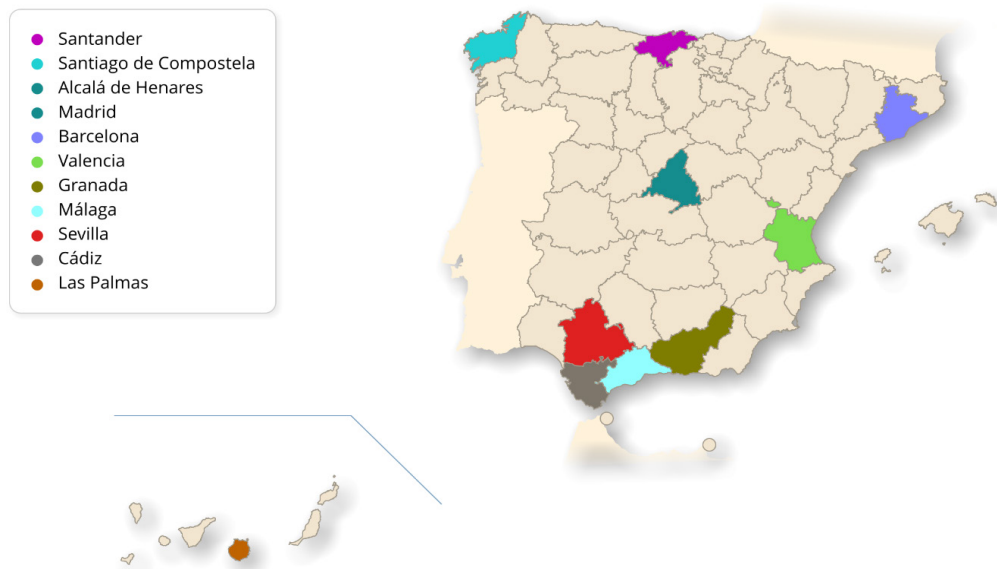 Santander
Santiago de Compostela
Alcalá de Henares
Madrid
Barcelona
Valencia
Granada
Málaga
Sevilla
Cádiz
Las Palmas